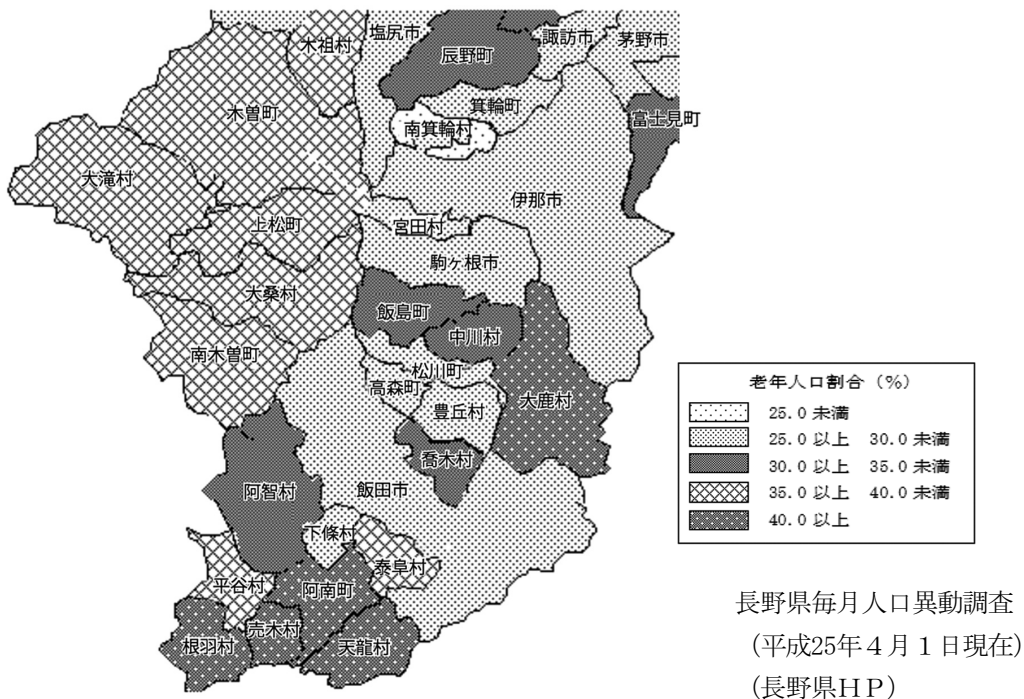 木祖村
塩尻市
諏訪市
茅野市
辰野町
木曽町
箕輪町
南箕輪村
富士見町
大滝村
伊那市
上松町
宮田村
駒ヶ根市
大桑村
飯島町
中川村
南木曽町
松川町
高森町
大鹿村
豊丘村
喬木村
阿智村
飯田市
下條村
泰阜村
平谷村
阿南町
売木村
根羽村
天龍村
老年人口割合（%）
25.0 未満
25.0 以上　30.0 未満
30.0 以上　35.0 未満
35.0 以上　40.0 未満
40.0 以上
長野県毎月人口異動調査
（平成25年４月１日現在）
（長野県ＨＰ）